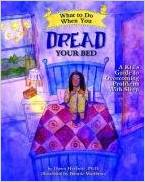 What to Do
When You
DREAD
YOUR BED
A Kid's
Guide to
Overcoming
Problems
With Sleep
by Dawn Huebner, Ph.D.
illustrated by Bonnie Matthews